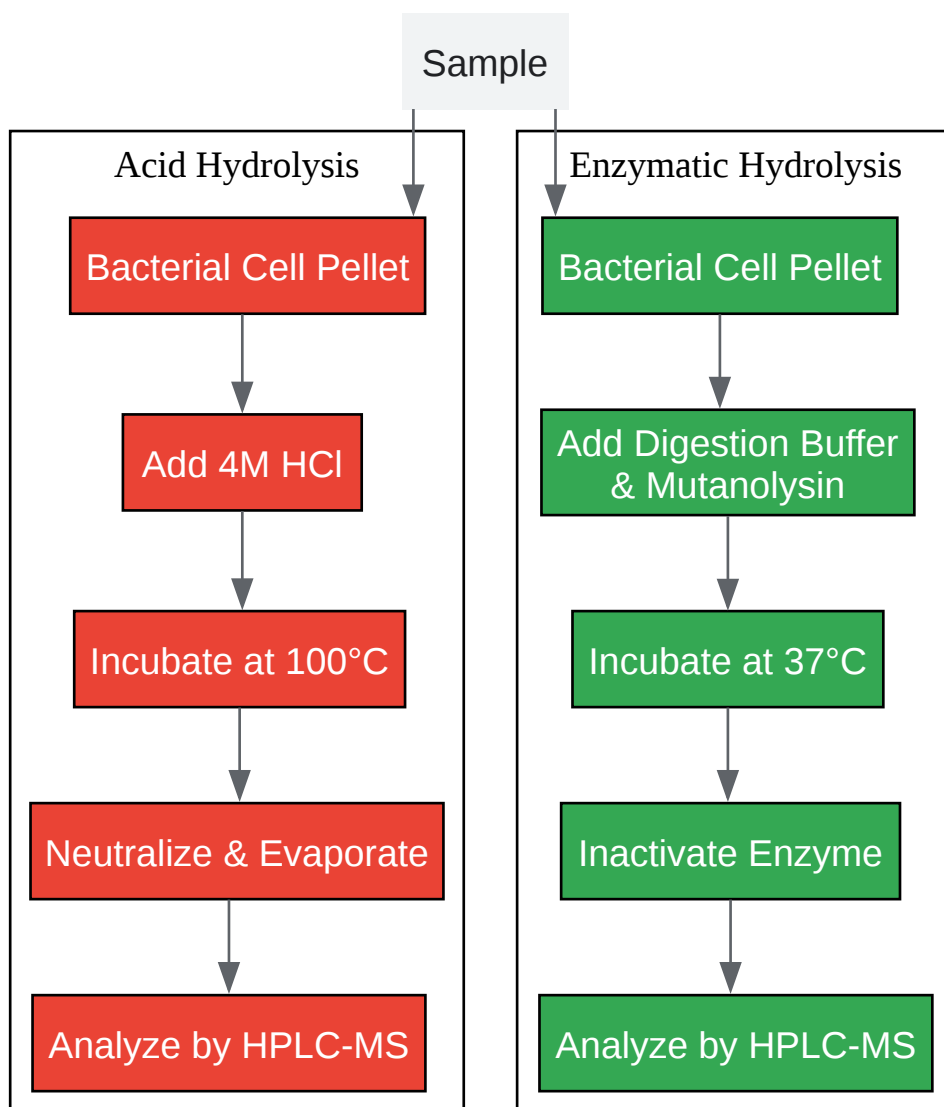 Sample
Acid Hydrolysis
Bacterial Cell Pellet
Add 4M HCl
Incubate at 100°C
Neutralize & Evaporate
Analyze by HPLC-MS
Enzymatic Hydrolysis
Bacterial Cell Pellet
Add Digestion Buffer
& Mutanolysin
Incubate at 37°C
Inactivate Enzyme
Analyze by HPLC-MS